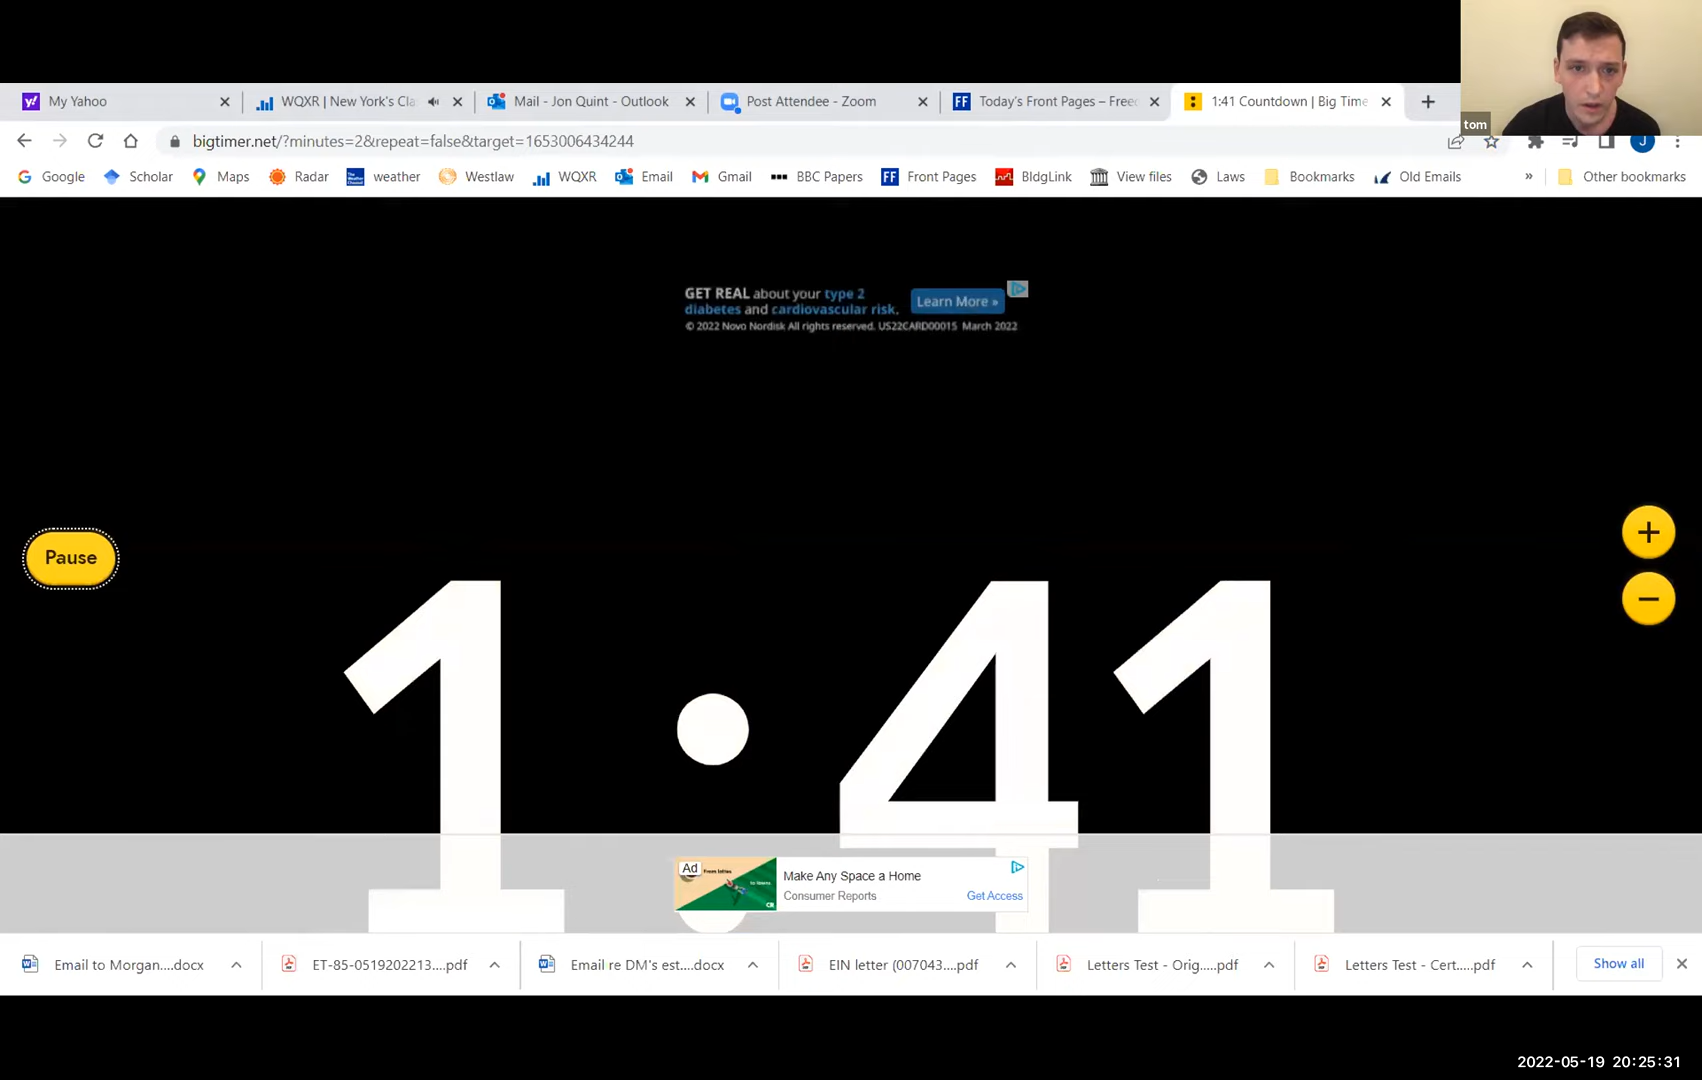 My Yahoo
WQXR | New York's Cla
Mail - Jon Quint - Outlook
Post Attendee - Zoom
Today's Front Pages – Free
1:41 Countdown | Big Time
tom
bigtimer.net/?minutes=2&repeat=false&target=1653006434244
J
Google
Scholar
Maps
Radar
weather
Westlaw
WQXR
Email
Gmail
BBC Papers
FF
Front Pages
BldgLink
View files
Laws
Bookmarks
Old Emails
»
Other bookmarks
GET REAL about your type 2
diabetes and cardiovascular risk.
Learn More »
© 2022 Novo Nordisk All rights reserved. US22CARD00015 March 2022
Pause
+
−
1:41
Ad
Make Any Space a Home
Consumer Reports
Get Access
CR
Email to Morgan....docx
ET-85-0519202213....pdf
Email re DM's est....docx
EIN letter (007043....pdf
Letters Test - Orig.....pdf
Letters Test - Cert.....pdf
Show all
2022-05-19 20:25:31